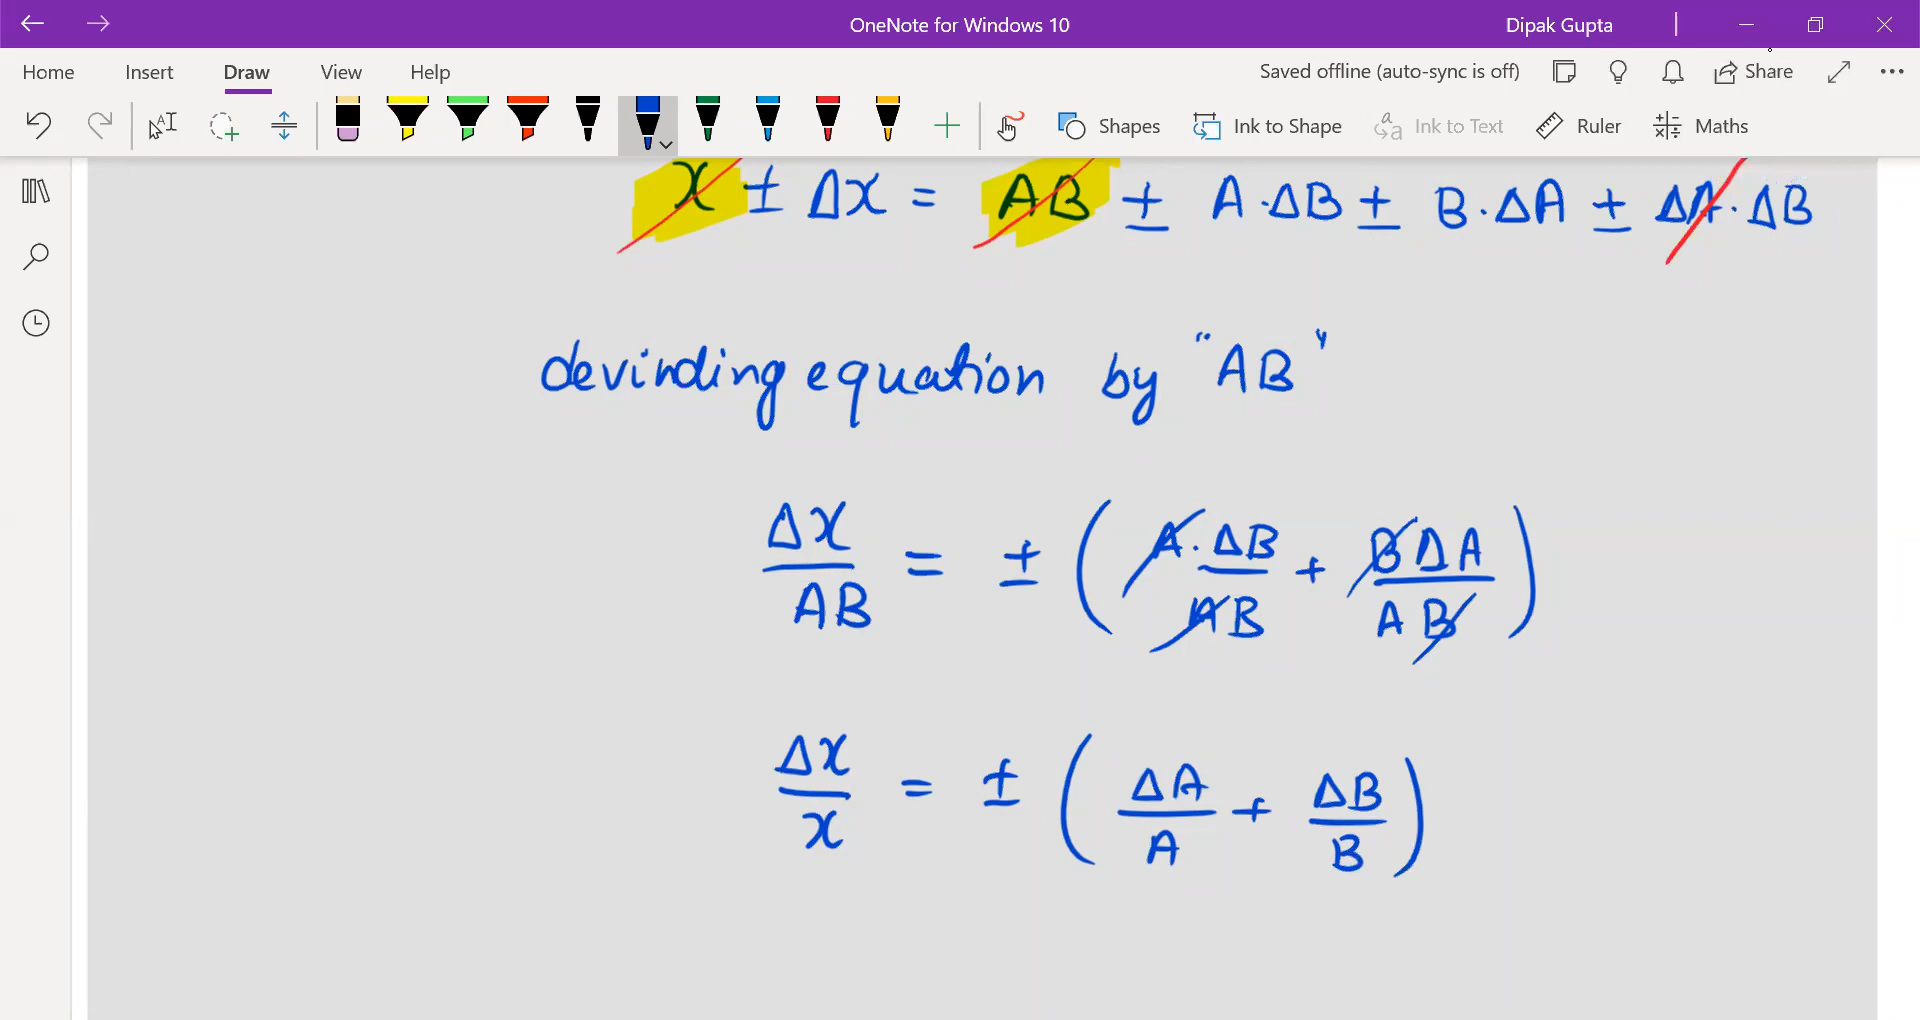 OneNote for Windows 10
Dipak Gupta
Home Insert Draw View Help
Saved offline (auto-sync is off) Share
Shapes Ink to Shape Ink to Text Ruler Maths
x ± Δx = AB ± A·ΔB ± B·ΔA ± ΔA·ΔB
devinding equation by "AB"
Δx/AB = ± (A·ΔB/AB + BΔA/AB)
Δx/x = ± (ΔA/A + ΔB/B)